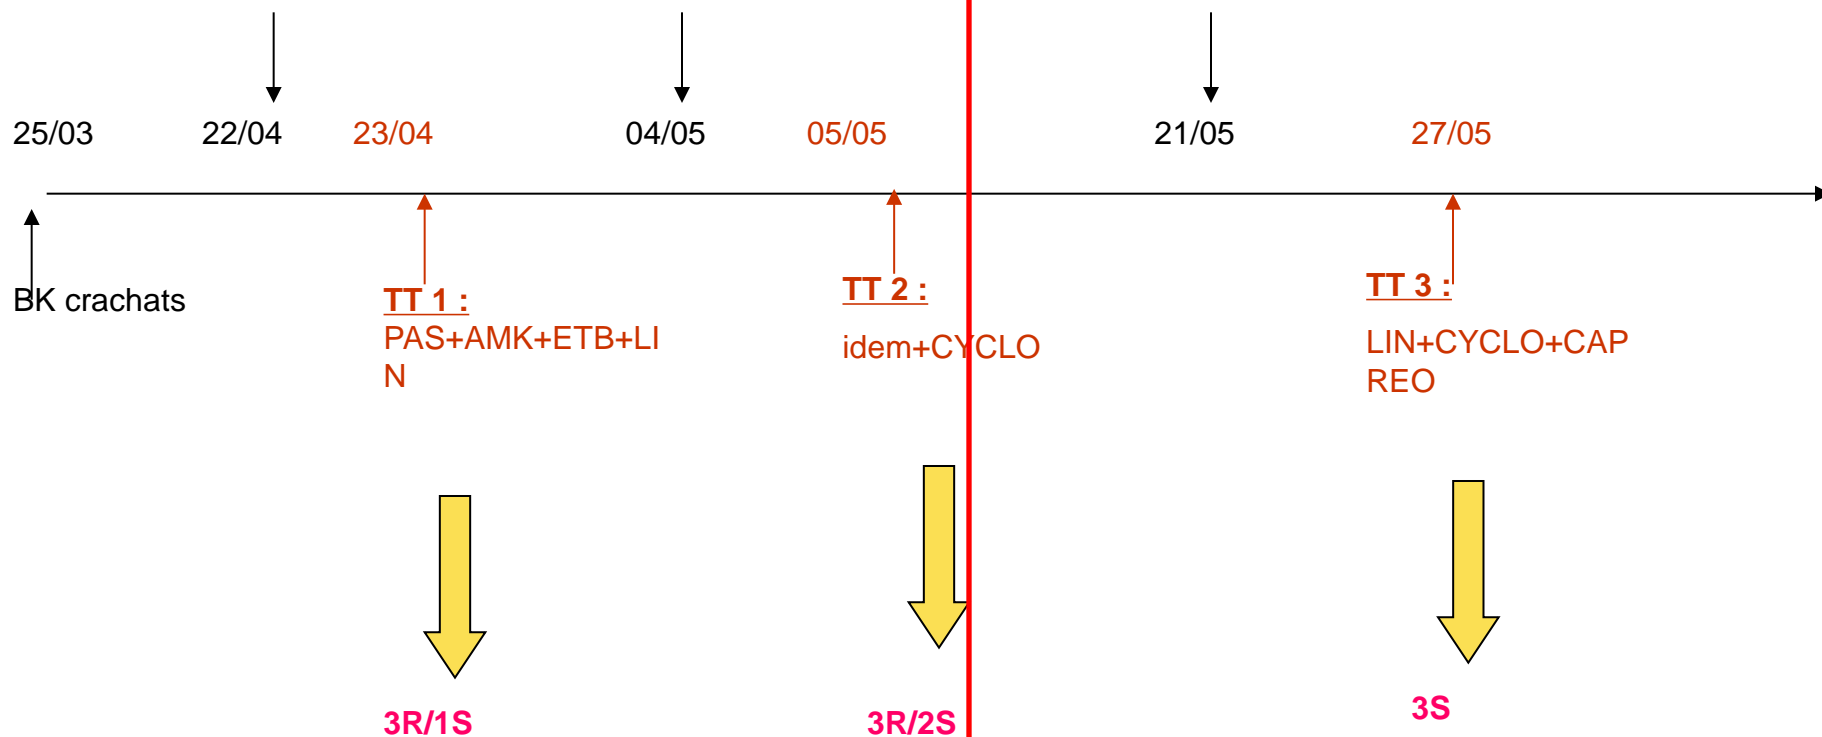 25/03
22/04
23/04
04/05
05/05
21/05
27/05
BK crachats
TT 1 :
PAS+AMK+ETB+LI
N
TT 2 :
idem+CYCLO
TT 3 :
LIN+CYCLO+CAP
REO
3R/1S
3R/2S
3S